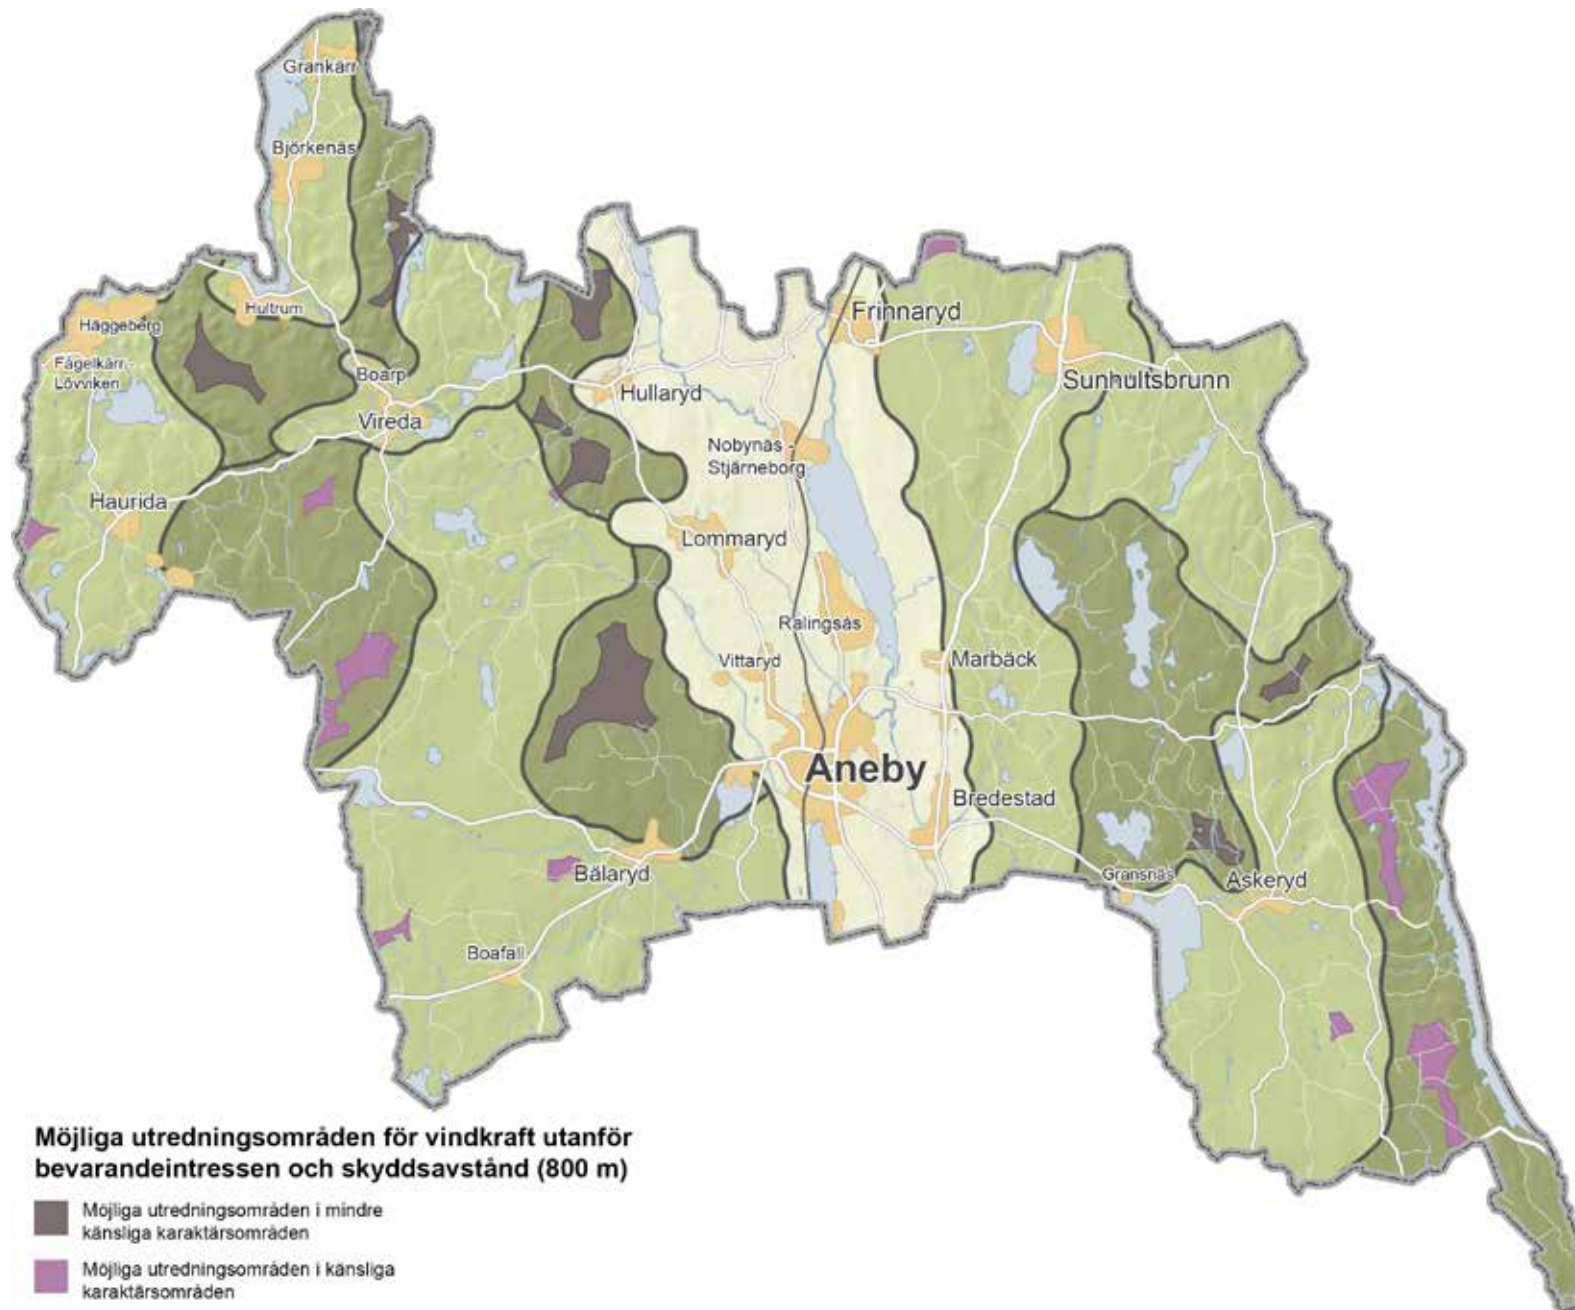 Grankärr
Björkenäs
Hultrum
Häggeberg
Fågelkärr -
Lövviken
Boarp
Vireda
Haurida
Frinnaryd
Hullaryd
Sunhultsbrunn
Nobynäs -
Stjärneborg
Lommaryd
Ralingsås
Vittaryd
Marbäck
Aneby
Bredestad
Bälaryd
Gransnäs
Askeryd
Boafall
Möjliga utredningsområden för vindkraft utanför
bevarandeintressen och skyddsavstånd (800 m)
Möjliga utredningsområden i mindre
känsliga karaktärsområden
Möjliga utredningsområden i känsliga
karaktärsområden